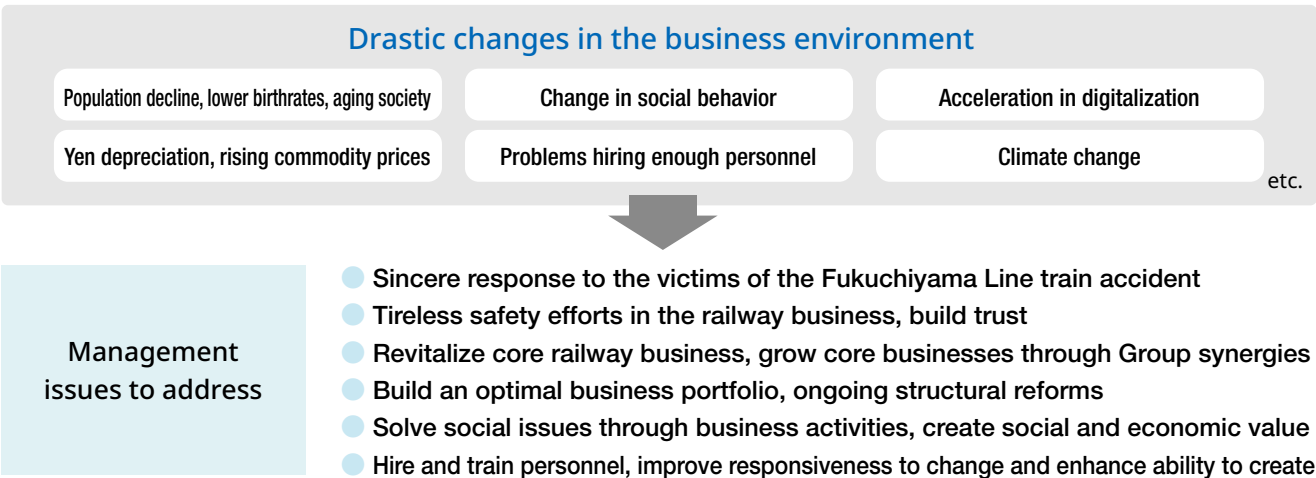 Drastic changes in the business environment
Population decline, lower birthrates, aging society
Change in social behavior
Acceleration in digitalization
Yen depreciation, rising commodity prices
Problems hiring enough personnel
Climate change
etc.
Management
issues to address
Sincere response to the victims of the Fukuchiyama Line train accident
Tireless safety efforts in the railway business, build trust
Revitalize core railway business, grow core businesses through Group synergies
Build an optimal business portfolio, ongoing structural reforms
Solve social issues through business activities, create social and economic value
Hire and train personnel, improve responsiveness to change and enhance ability to create